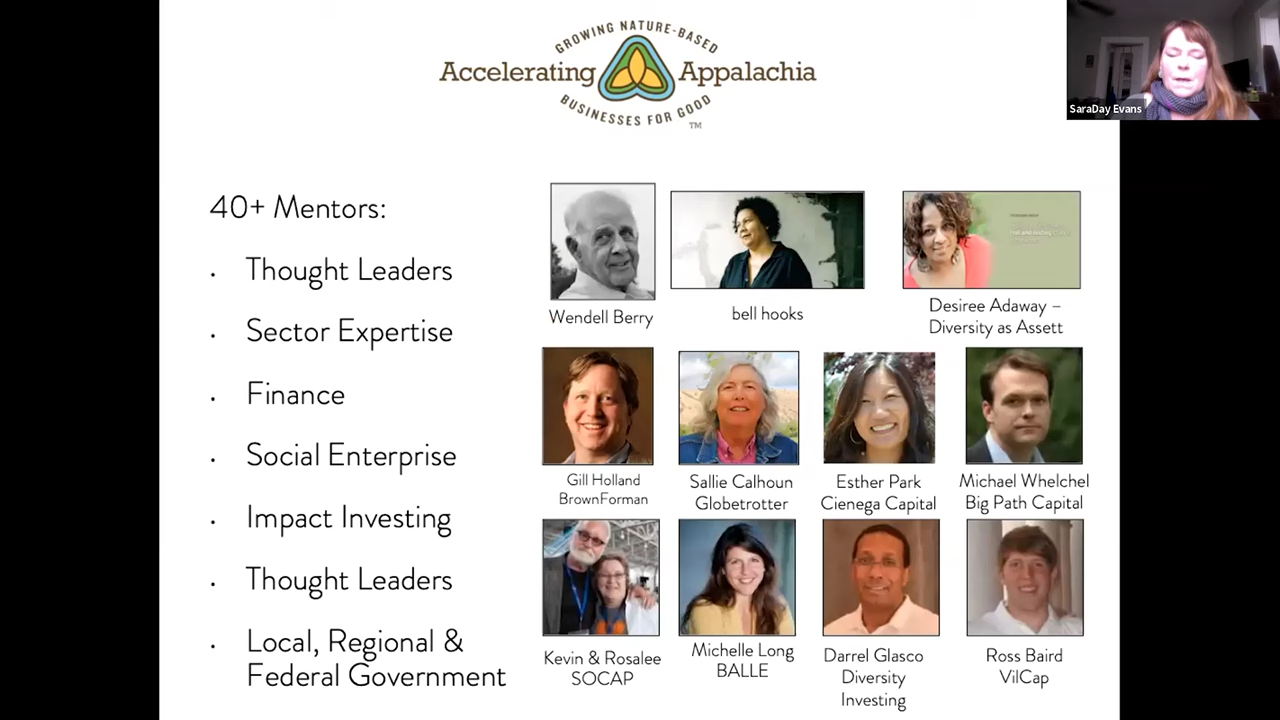 GROWING NATURE-BASED
Accelerating Appalachia
BUSINESSES FOR GOOD
TM
SaraDay Evans
40+ Mentors:
• Thought Leaders
• Sector Expertise
• Finance
• Social Enterprise
• Impact Investing
• Thought Leaders
• Local, Regional &
Federal Government
Wendell Berry
bell hooks
Desiree Adaway –
Diversity as Assett
Gill Holland
BrownForman
Sallie Calhoun
Globetrotter
Esther Park
Cienega Capital
Michael Whelchel
Big Path Capital
Kevin & Rosalee
SOCAP
Michelle Long
BALLE
Darrel Glasco
Diversity
Investing
Ross Baird
VilCap